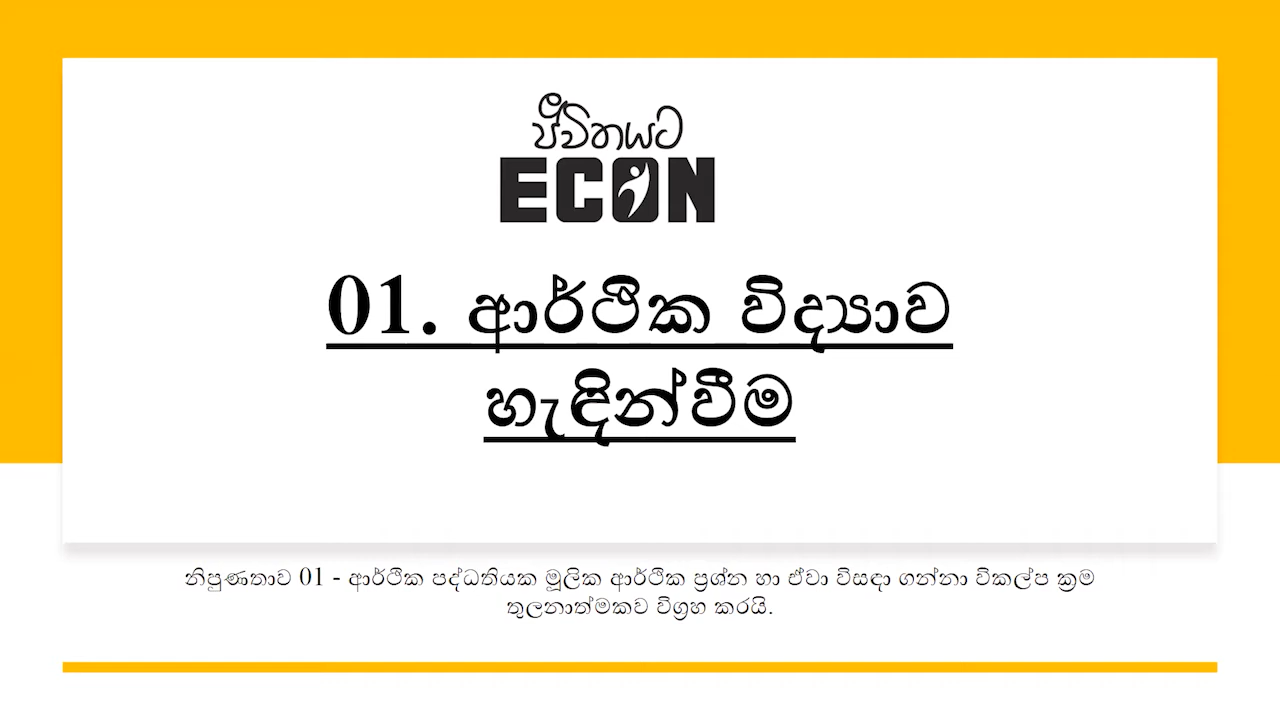 ජීවිතයට
ECON
01. ආර්ථික විද්‍යාව
හැඳින්වීම
නිපුණතාව 01 - ආර්ථික පද්ධතියක මූලික ආර්ථික ප්‍රශ්න හා ඒවා විසඳා ගන්නා විකල්ප ක්‍රම
තුලනාත්මකව විග්‍රහ කරයි.